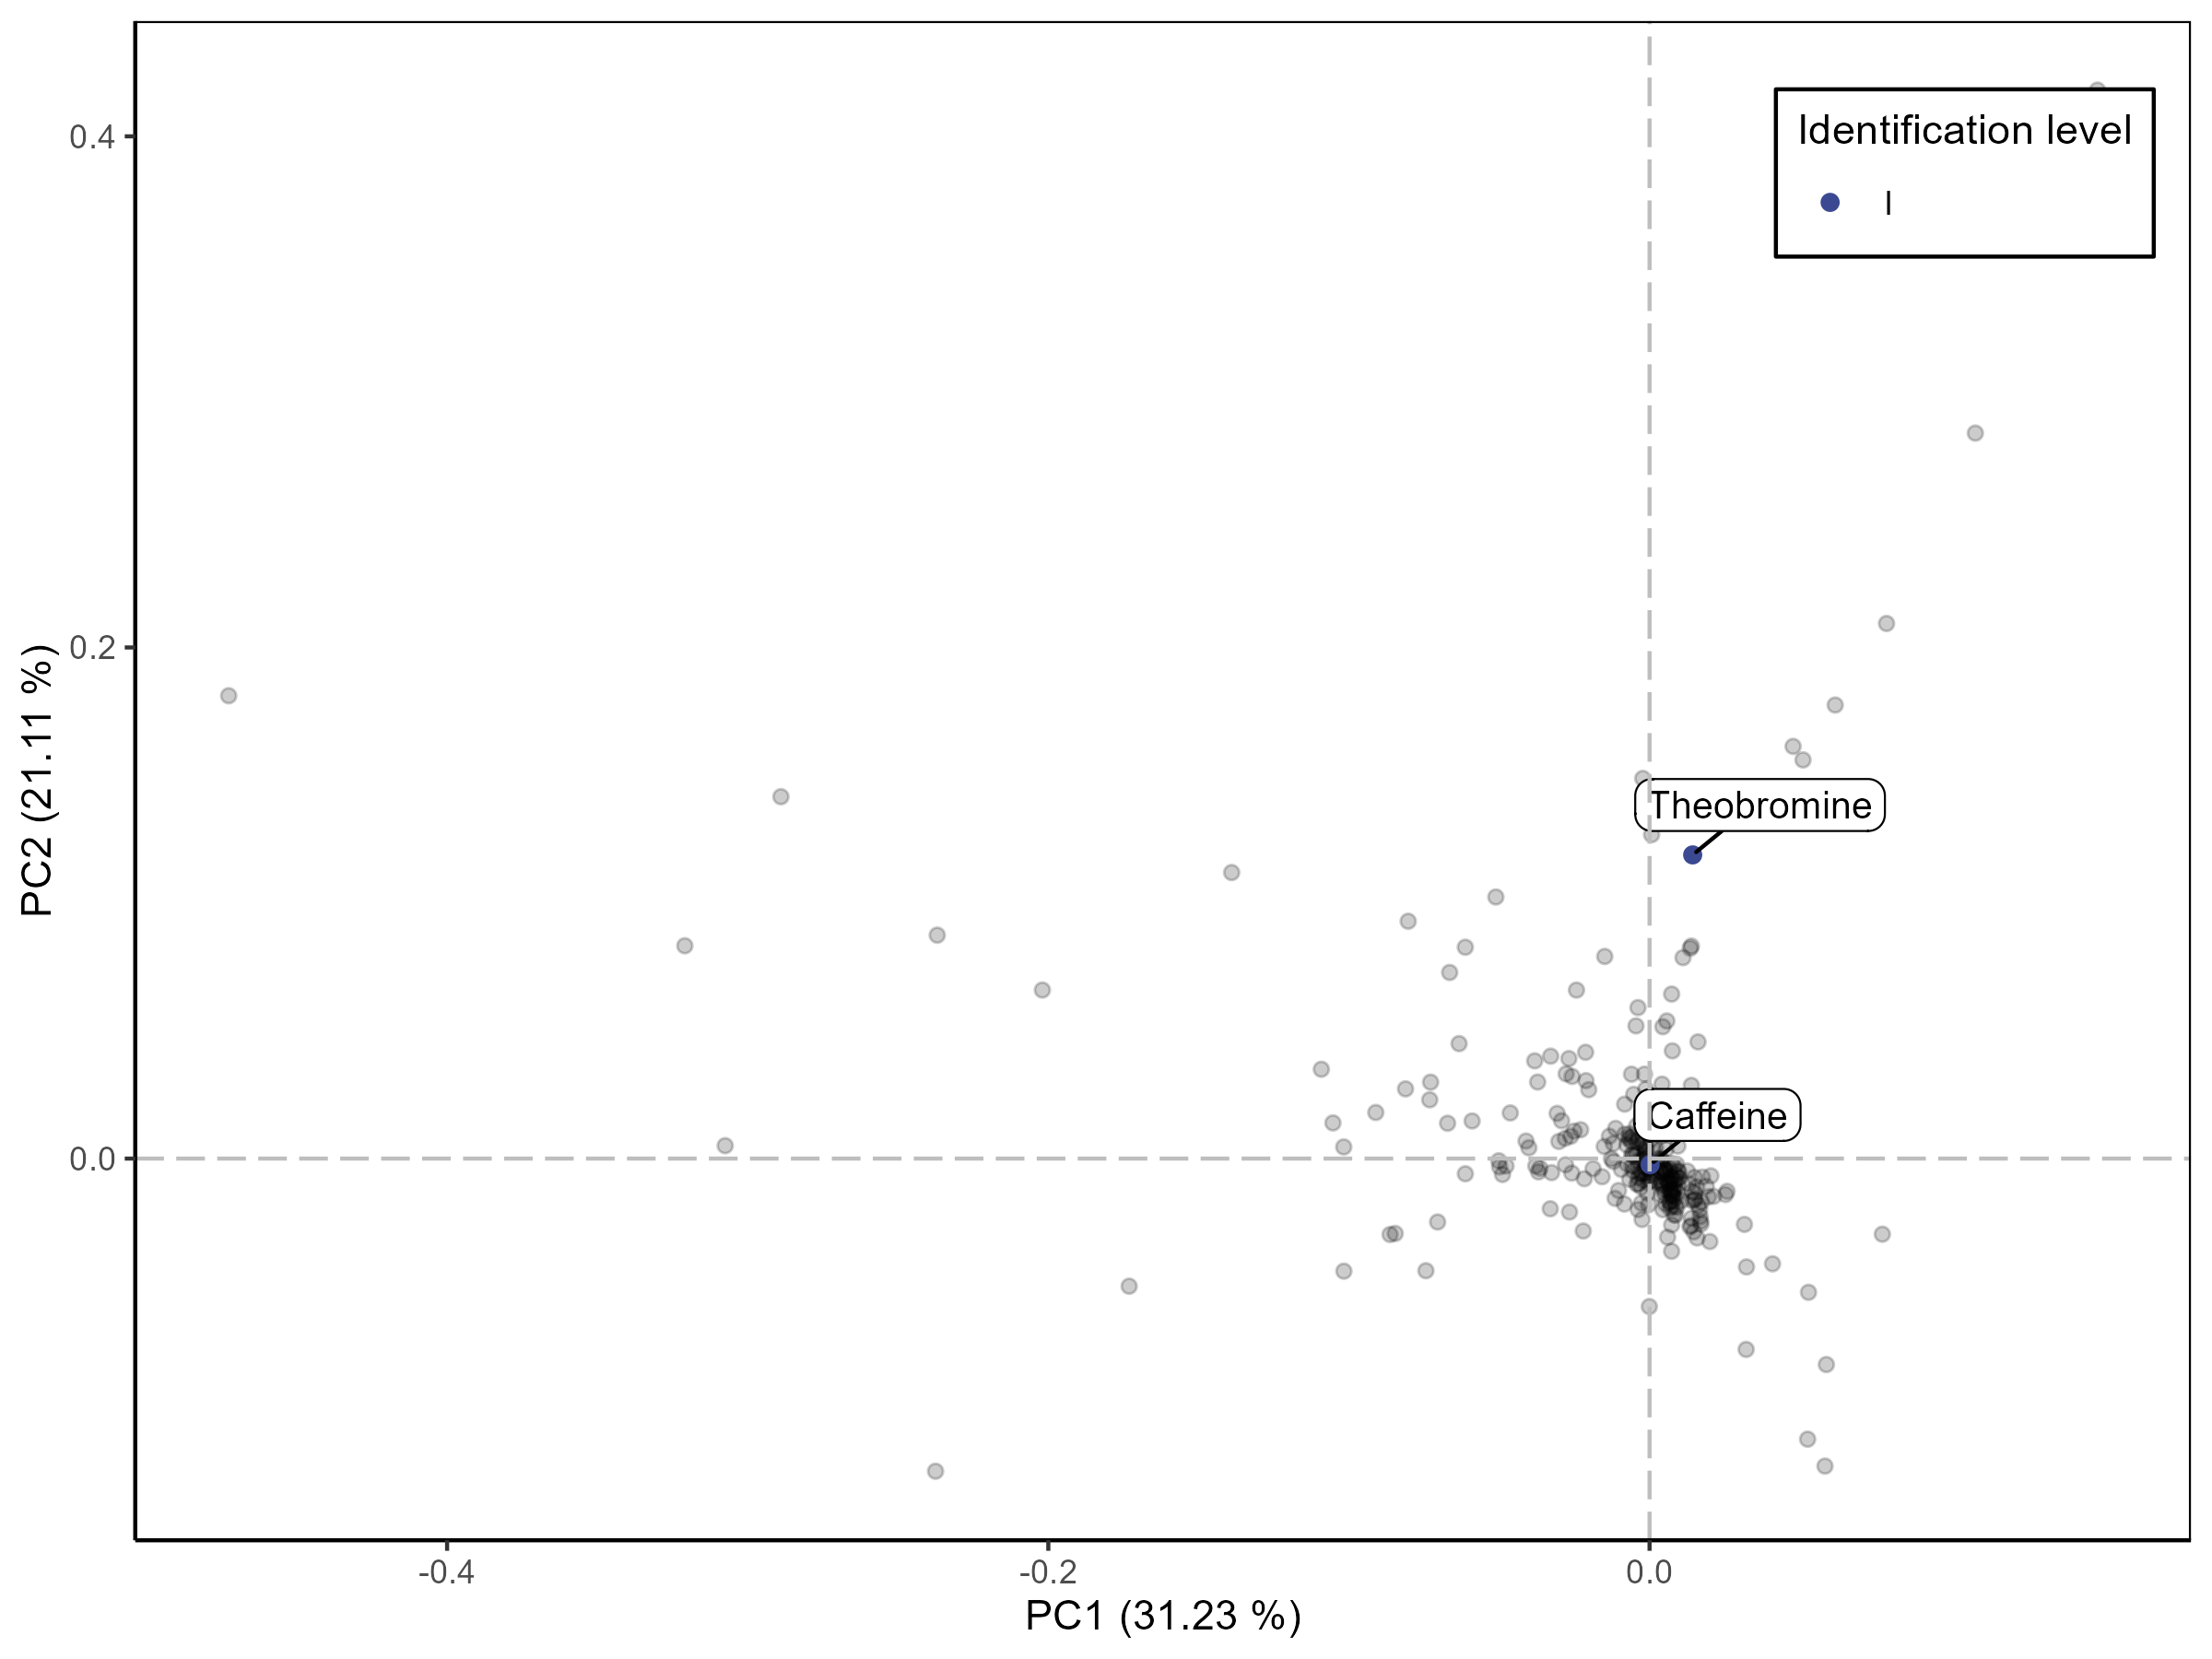 Identification level
I
0.4
0.2
0.0
PC2 (21.11 %)
Theobromine
Caffeine
-0.4
-0.2
0.0
PC1 (31.23 %)